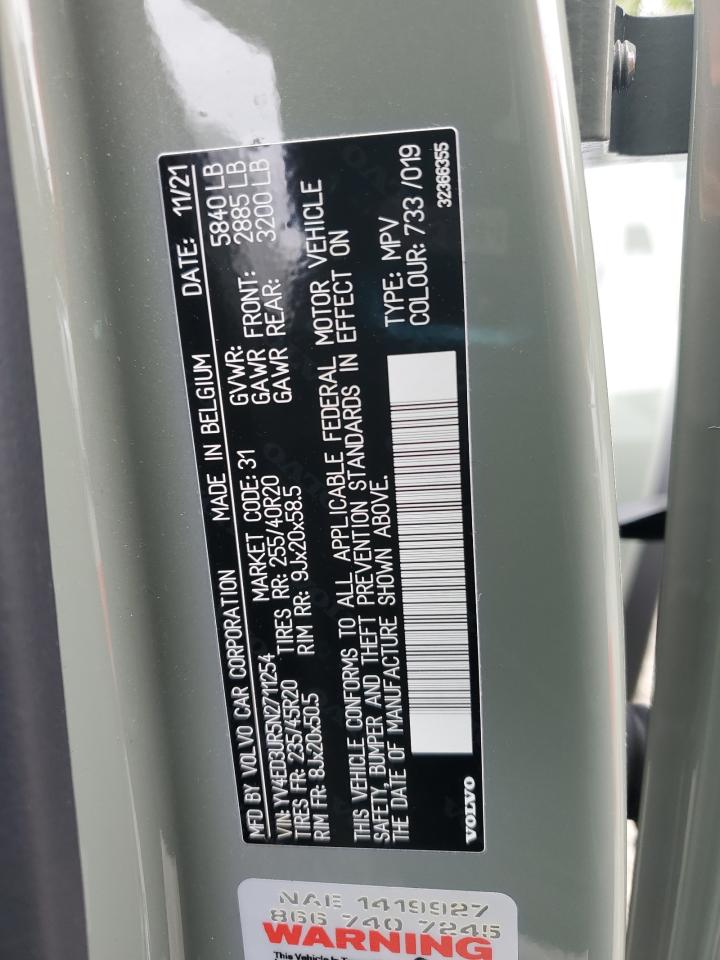 MFD BY VOLVO CAR CORPORATION MADE IN BELGIUM DATE: 11/21
VIN: YV4ED3UR5N2711254 MARKET CODE: 31 GVWR: 5840 LB
TIRES FR: 235/45R20 TIRES RR: 255/40R20 GAWR FRONT: 2885 LB
RIM FR: 8Jx20x50.5 RIM RR: 9Jx20x58.5 GAWR REAR: 3200 LB
THIS VEHICLE CONFORMS TO ALL APPLICABLE FEDERAL MOTOR VEHICLE
SAFETY, BUMPER AND THEFT PREVENTION STANDARDS IN EFFECT ON
THE DATE OF MANUFACTURE SHOWN ABOVE.
TYPE: MPV
COLOUR: 733 /019
VOLVO
32366355
NAE 1419927
866 740 7245
WARNING
This Vehicle Is